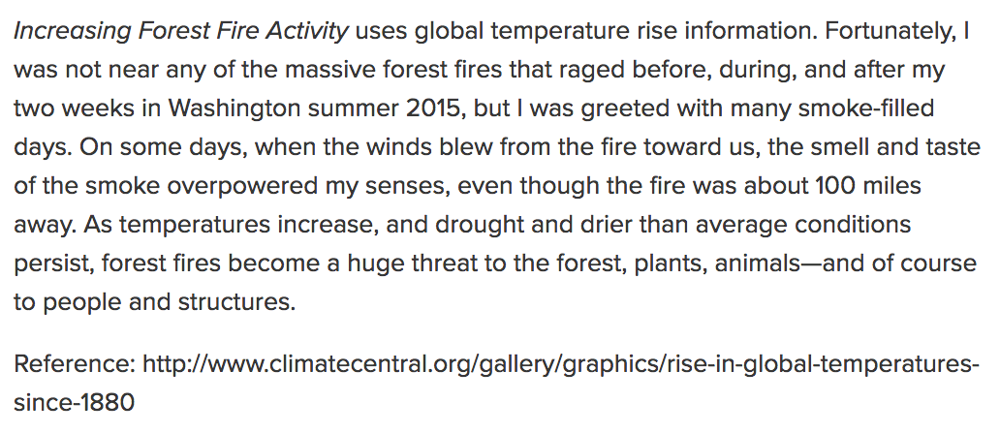 Increasing Forest Fire Activity uses global temperature rise information. Fortunately, I
was not near any of the massive forest fires that raged before, during, and after my
two weeks in Washington summer 2015, but I was greeted with many smoke-filled
days. On some days, when the winds blew from the fire toward us, the smell and taste
of the smoke overpowered my senses, even though the fire was about 100 miles
away. As temperatures increase, and drought and drier than average conditions
persist, forest fires become a huge threat to the forest, plants, animals—and of course
to people and structures.
Reference: http://www.climatecentral.org/gallery/graphics/rise-in-global-temperatures-
since-1880